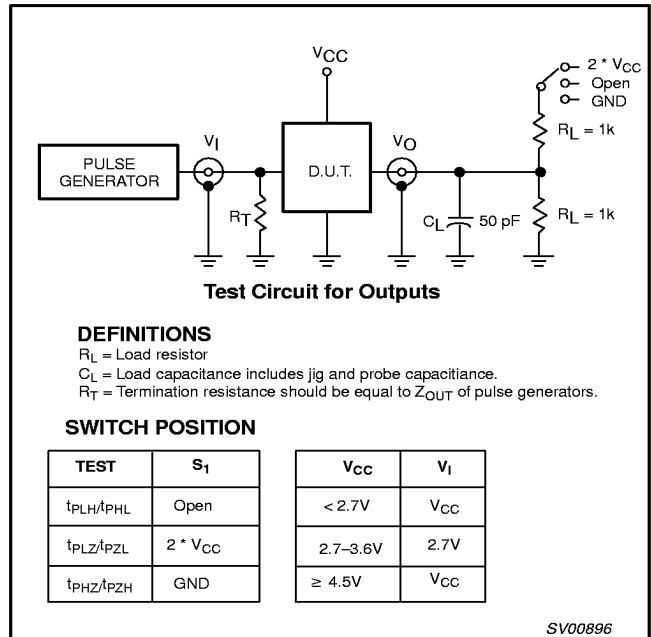 VCC
2 * VCC
Open
GND
RL = 1k
VI
VO
PULSE
GENERATOR
D.U.T.
RT
CL
50 pF
RL = 1k
Test Circuit for Outputs
DEFINITIONS
RL = Load resistor
CL = Load capacitance includes jig and probe capacitiance.
RT = Termination resistance should be equal to ZOUT of pulse generators.
SWITCH POSITION
TEST S1
tPLH/tPHL Open
tPLZ/tPZL 2 * VCC
tPHZ/tPZH GND
VCC VI
< 2.7V VCC
2.7–3.6V 2.7V
≥ 4.5V VCC
SV00896